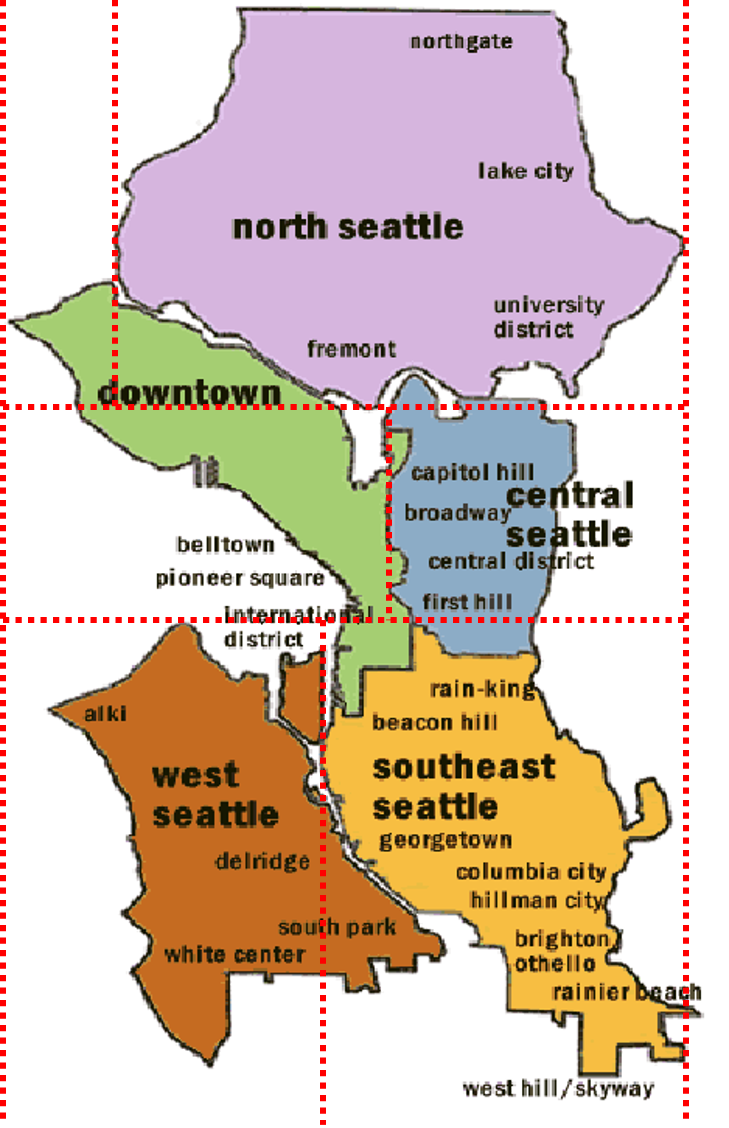 northgate
lake city
north seattle
university
district
fremont
downtown
capitol hill
central
seattle
broadway
belltown
central district
pioneer square
first hill
international
district
rain-king
alki
beacon hill
west
seattle
southeast
seattle
georgetown
delridge
columbia city
hillman city
south park
brighton/
othello
white center
rainier beach
west hill/skyway